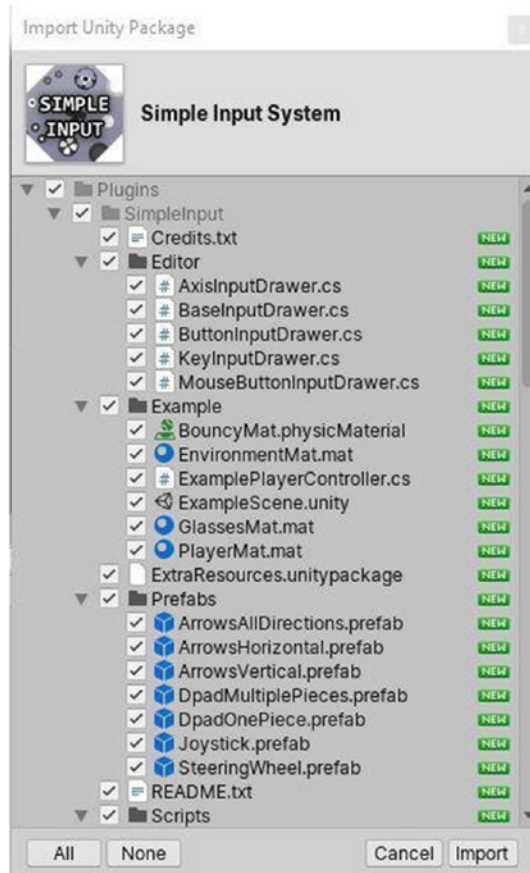 Import Unity Package
SIMPLE
INPUT
Simple Input System
Plugins
SimpleInput
Credits.txt NEW
Editor NEW
AxisInputDrawer.cs NEW
BaseInputDrawer.cs NEW
ButtonInputDrawer.cs NEW
KeyInputDrawer.cs NEW
MouseButtonInputDrawer.cs NEW
Example NEW
BouncyMat.physicMaterial NEW
EnvironmentMat.mat NEW
ExamplePlayerController.cs NEW
ExampleScene.unity NEW
GlassesMat.mat NEW
PlayerMat.mat NEW
ExtraResources.unitypackage NEW
Prefabs NEW
ArrowsAllDirections.prefab NEW
ArrowsHorizontal.prefab NEW
ArrowsVertical.prefab NEW
DpadMultiplePieces.prefab NEW
DpadOnePiece.prefab NEW
Joystick.prefab NEW
SteeringWheel.prefab NEW
README.txt NEW
Scripts NEW
All None Cancel Import